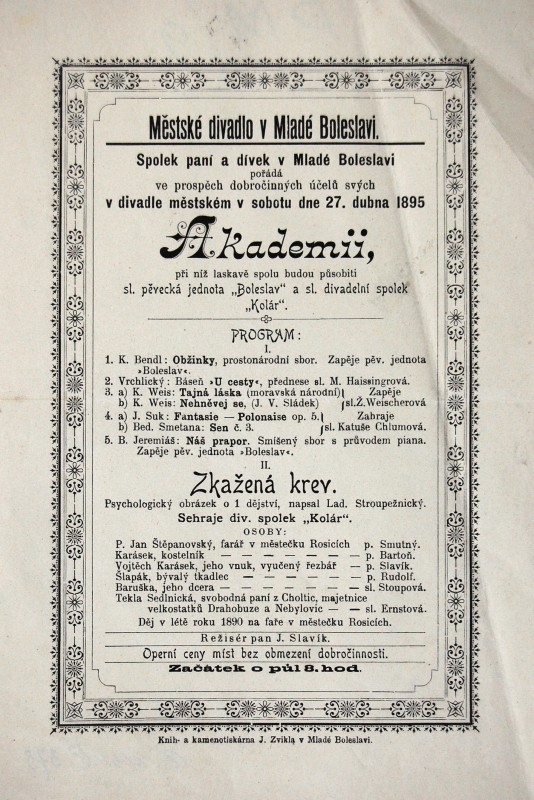 Městské divadlo v Mladé Boleslavi.
Spolek paní a dívek v Mladé Boleslavi
pořádá
ve prospěch dobročinných účelů svých
v divadle městském v sobotu dne 27. dubna 1895
Akademii,
při níž laskavě spolu budou působiti
sl. pěvecká jednota „Boleslav“ a sl. divadelní spolek
„Kolár“.
PROGRAM:
I.
1. K. Bendl: Obžinky, prostonárodní sbor. Zapěje pěv. jednota
»Boleslav«.
2. Vrchlický: Báseň »U cesty«, přednese sl. M. Haissingrová.
3. a) K. Weis: Tajná láska (moravská národní) Zapěje
b) K. Weis: Nehněvej se, (J. V. Sládek) sl.Ž.Weischerová
4. a) J. Suk: Fantasie — Polonaise op. 5. Zahraje
b) Bed. Smetana: Sen č. 3. sl. Katuše Chlumová.
5. B. Jeremiáš: Náš prapor. Smíšený sbor s průvodem piana.
Zapěje pěv. jednota »Boleslav«.
II.
Zkažená krev.
Psychologický obrázek o 1 dějství, napsal Lad. Stroupežnický.
Sehraje div. spolek „Kolár“.
OSOBY:
P. Jan Štěpanovský, farář v městečku Rosicích p. Smutný.
Karásek, kostelník — — — — — — p. Bartoň.
Vojtěch Karásek, jeho vnuk, vyučený řezbář — p. Slavík.
Šlapák, bývalý tkadlec — — — — — p. Rudolf.
Baruška, jeho dcera — — — — — — sl. Stoupová.
Tekla Sedlnická, svobodná paní z Choltic, majetnice
velkostatků Drahobuze a Nebylovic — — sl. Ernstová.
Děj v létě roku 1890 na faře v městečku Rosicích.
Režisér pan J. Slavík.
Operní ceny míst bez obmezení dobročinnosti.
Začátek o půl 8. hod.
Knih- a kamenotiskárna J. Zvikla v Mladé Boleslavi.